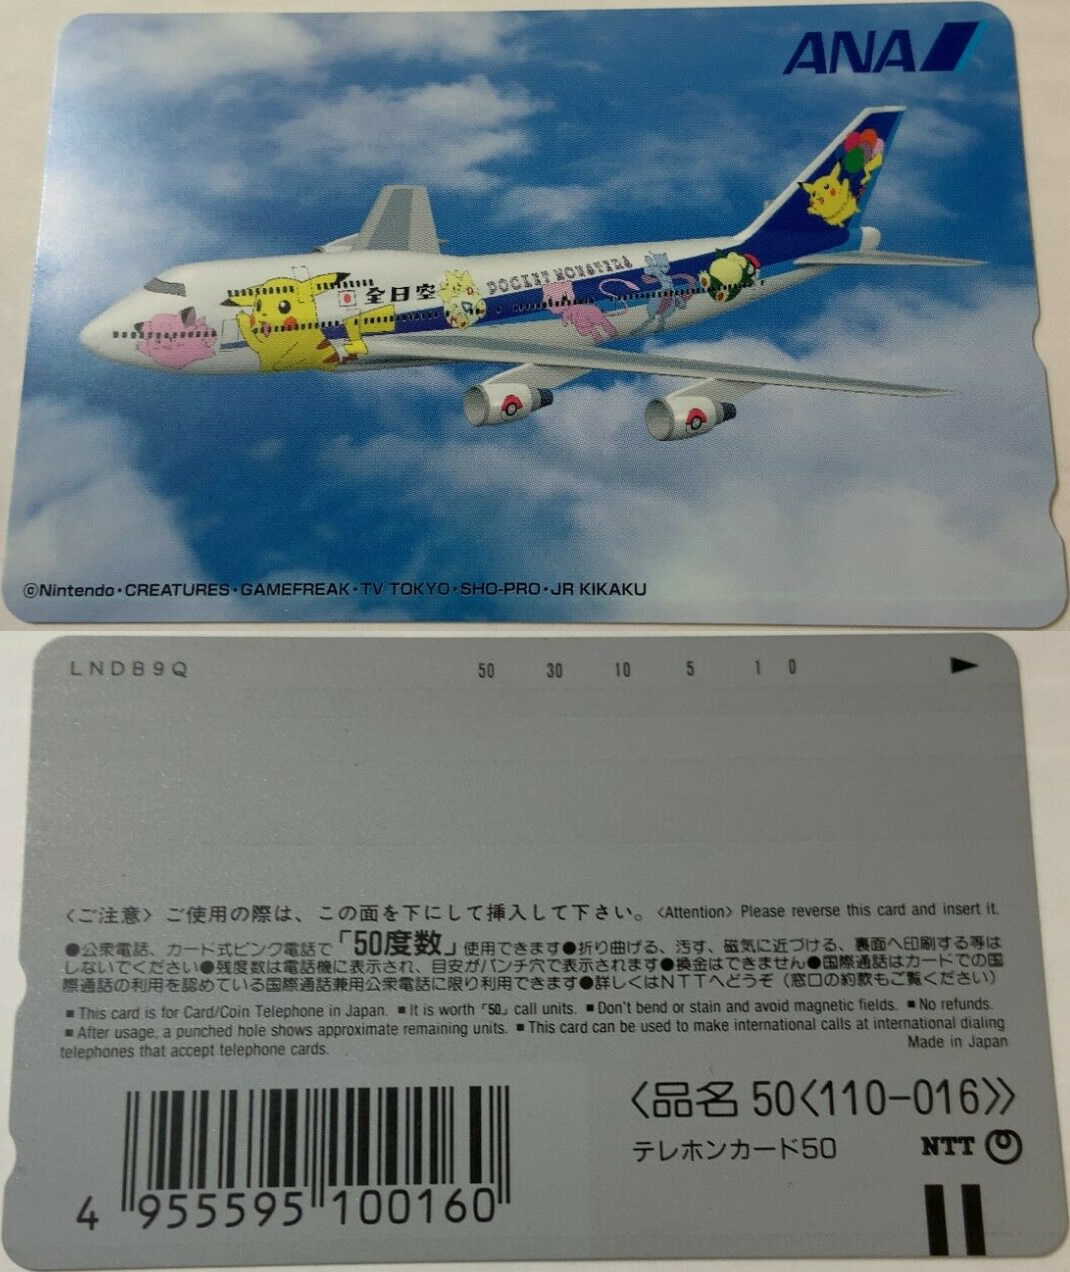 ANA
全日空
POCKET MONSTERS
©Nintendo・CREATURES・GAMEFREAK・TV TOKYO・SHO-PRO・JR KIKAKU
LNDB9Q 50 30 10 5 1 0
〈ご注意〉ご使用の際は、この面を下にして挿入して下さい。〈Attention〉 Please reverse this card and insert it.
●公衆電話、カード式ピンク電話で「50度数」使用できます●折り曲げる、汚す、磁気に近づける、裏面へ印刷する等は
しないでください●残度数は電話機に表示され、目安がパンチ穴で表示されます●換金はできません●国際通話はカードでの国
際通話の利用を認めている国際通話兼用公衆電話に限り利用できます●詳しくはNTTへどうぞ（窓口の約款もご覧ください）
■ This card is for Card/Coin Telephone in Japan. ■ It is worth「50」call units. ■ Don't bend or stain and avoid magnetic fields. ■ No refunds.
■ After usage, a punched hole shows approximate remaining units. ■ This card can be used to make international calls at international dialing
telephones that accept telephone cards. Made in Japan
〈品名 50〈110-016〉〉
テレホンカード50 NTT
4 955595 100160